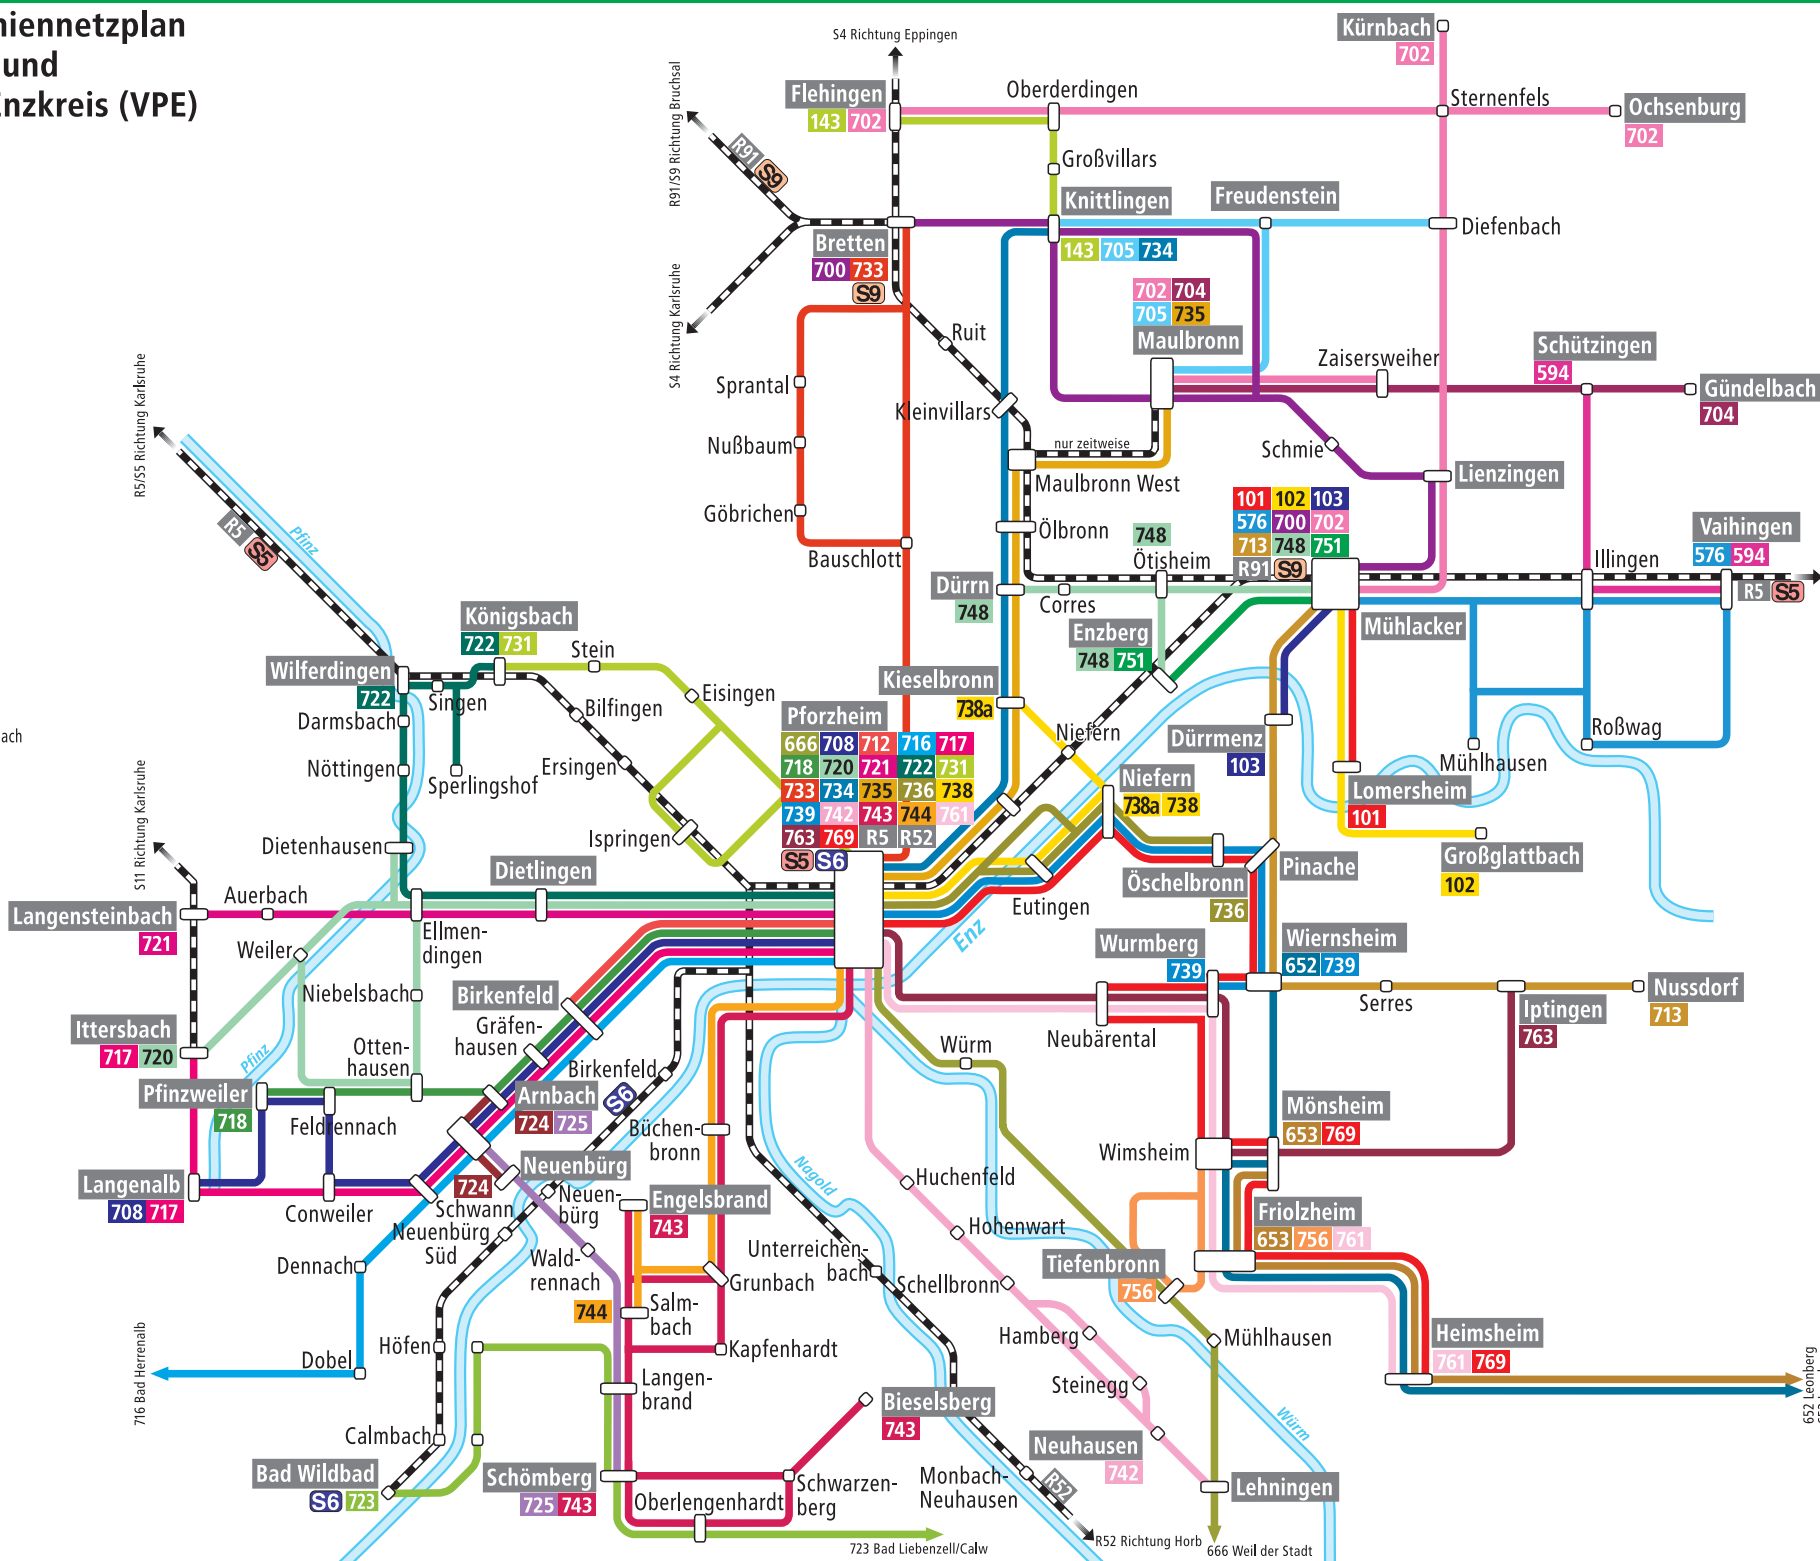 niennetzplan
und
Enzkreis (VPE)
S4 Richtung Eppingen
R91/S9 Richtung Bruchsal
S4 Richtung Karlsruhe
R91 S9
Flehingen
143 702
Oberderdingen
Kürnbach
702
Sternenfels
Ochsenburg
702
Großvillars
Knittlingen
143 705 734
Freudenstein
Diefenbach
Bretten
700 733
S9
702 704
705 735
Maulbronn
Ruit
Zaisersweiher
Schützingen
594
Gündelbach
704
Sprantal
Kleinvillars
Nußbaum
nur zeitweise
Schmie
Maulbronn West
Lienzingen
Göbrichen
Bauschlott
Ölbronn
748
Ötisheim
101 102 103
576 700 702
713 748 751
R91 S9
Mühlacker
Illingen
Vaihingen
576 594
R5 S5
R5/S5 Richtung Karlsruhe
R5 S5
Pfinz
Dürrn
748
Corres
Enzberg
748 751
Königsbach
722 731
Stein
Wilferdingen
722
Singen
Eisingen
Bilfingen
Darmsbach
Kieselbronn
738a
Niefern
Nöttingen
Sperlingshof
Ersingen
ach
Pforzheim
666 708 712 716 717
718 720 721 722 731
733 734 735 736 738
739 742 743 744 761
763 769 R5 R52
S5 S6
Niefern
738a 738
Dürrmenz
103
Roßwag
Mühlhausen
Lomersheim
101
Großglattbach
102
Ispringen
Dietenhausen
S11 Richtung Karlsruhe
Auerbach
Dietlingen
Langensteinbach
721
Ellmen-
dingen
Eutingen
Öschelbronn
736
Pinache
Enz
Weiler
Niebelsbach
Birkenfeld
Wurmberg
739
Wiernsheim
652 739
Serres
Nussdorf
713
Iptingen
763
Neubärental
Ittersbach
717 720
Gräfen-
hausen
Otten-
hausen
Pfinz
Birkenfeld
S6
Würm
Pfinzweiler
718
Feldrennach
Arnbach
724 725
Büchen-
bronn
Mönsheim
653 769
Wimsheim
Langenalb
708 717
Conweiler
724
Schwann
Neuenbürg
Neuen-
bürg
Neuenbürg
Süd
Engelsbrand
743
Nagold
Huchenfeld
Hohenwart
Friolzheim
653 756 761
Dennach
Wald-
rennach
744
Salm-
bach
Grunbach
Unterreichen-
bach
Schellbronn
Tiefenbronn
756
716 Bad Herrenalb
Dobel
Höfen
Kapfenhardt
Hamberg
Mühlhausen
Heimsheim
761 769
Langen-
brand
Steinegg
Bieselsberg
743
652 Leonberg
Würm
Calmbach
Bad Wildbad
S6 723
Schömberg
725 743
Oberlengenhardt
Schwarzen-
berg
Monbach-
Neuhausen
R52
Neuhausen
742
Lehningen
723 Bad Liebenzell/Calw
R52 Richtung Horb
666 Weil der Stadt